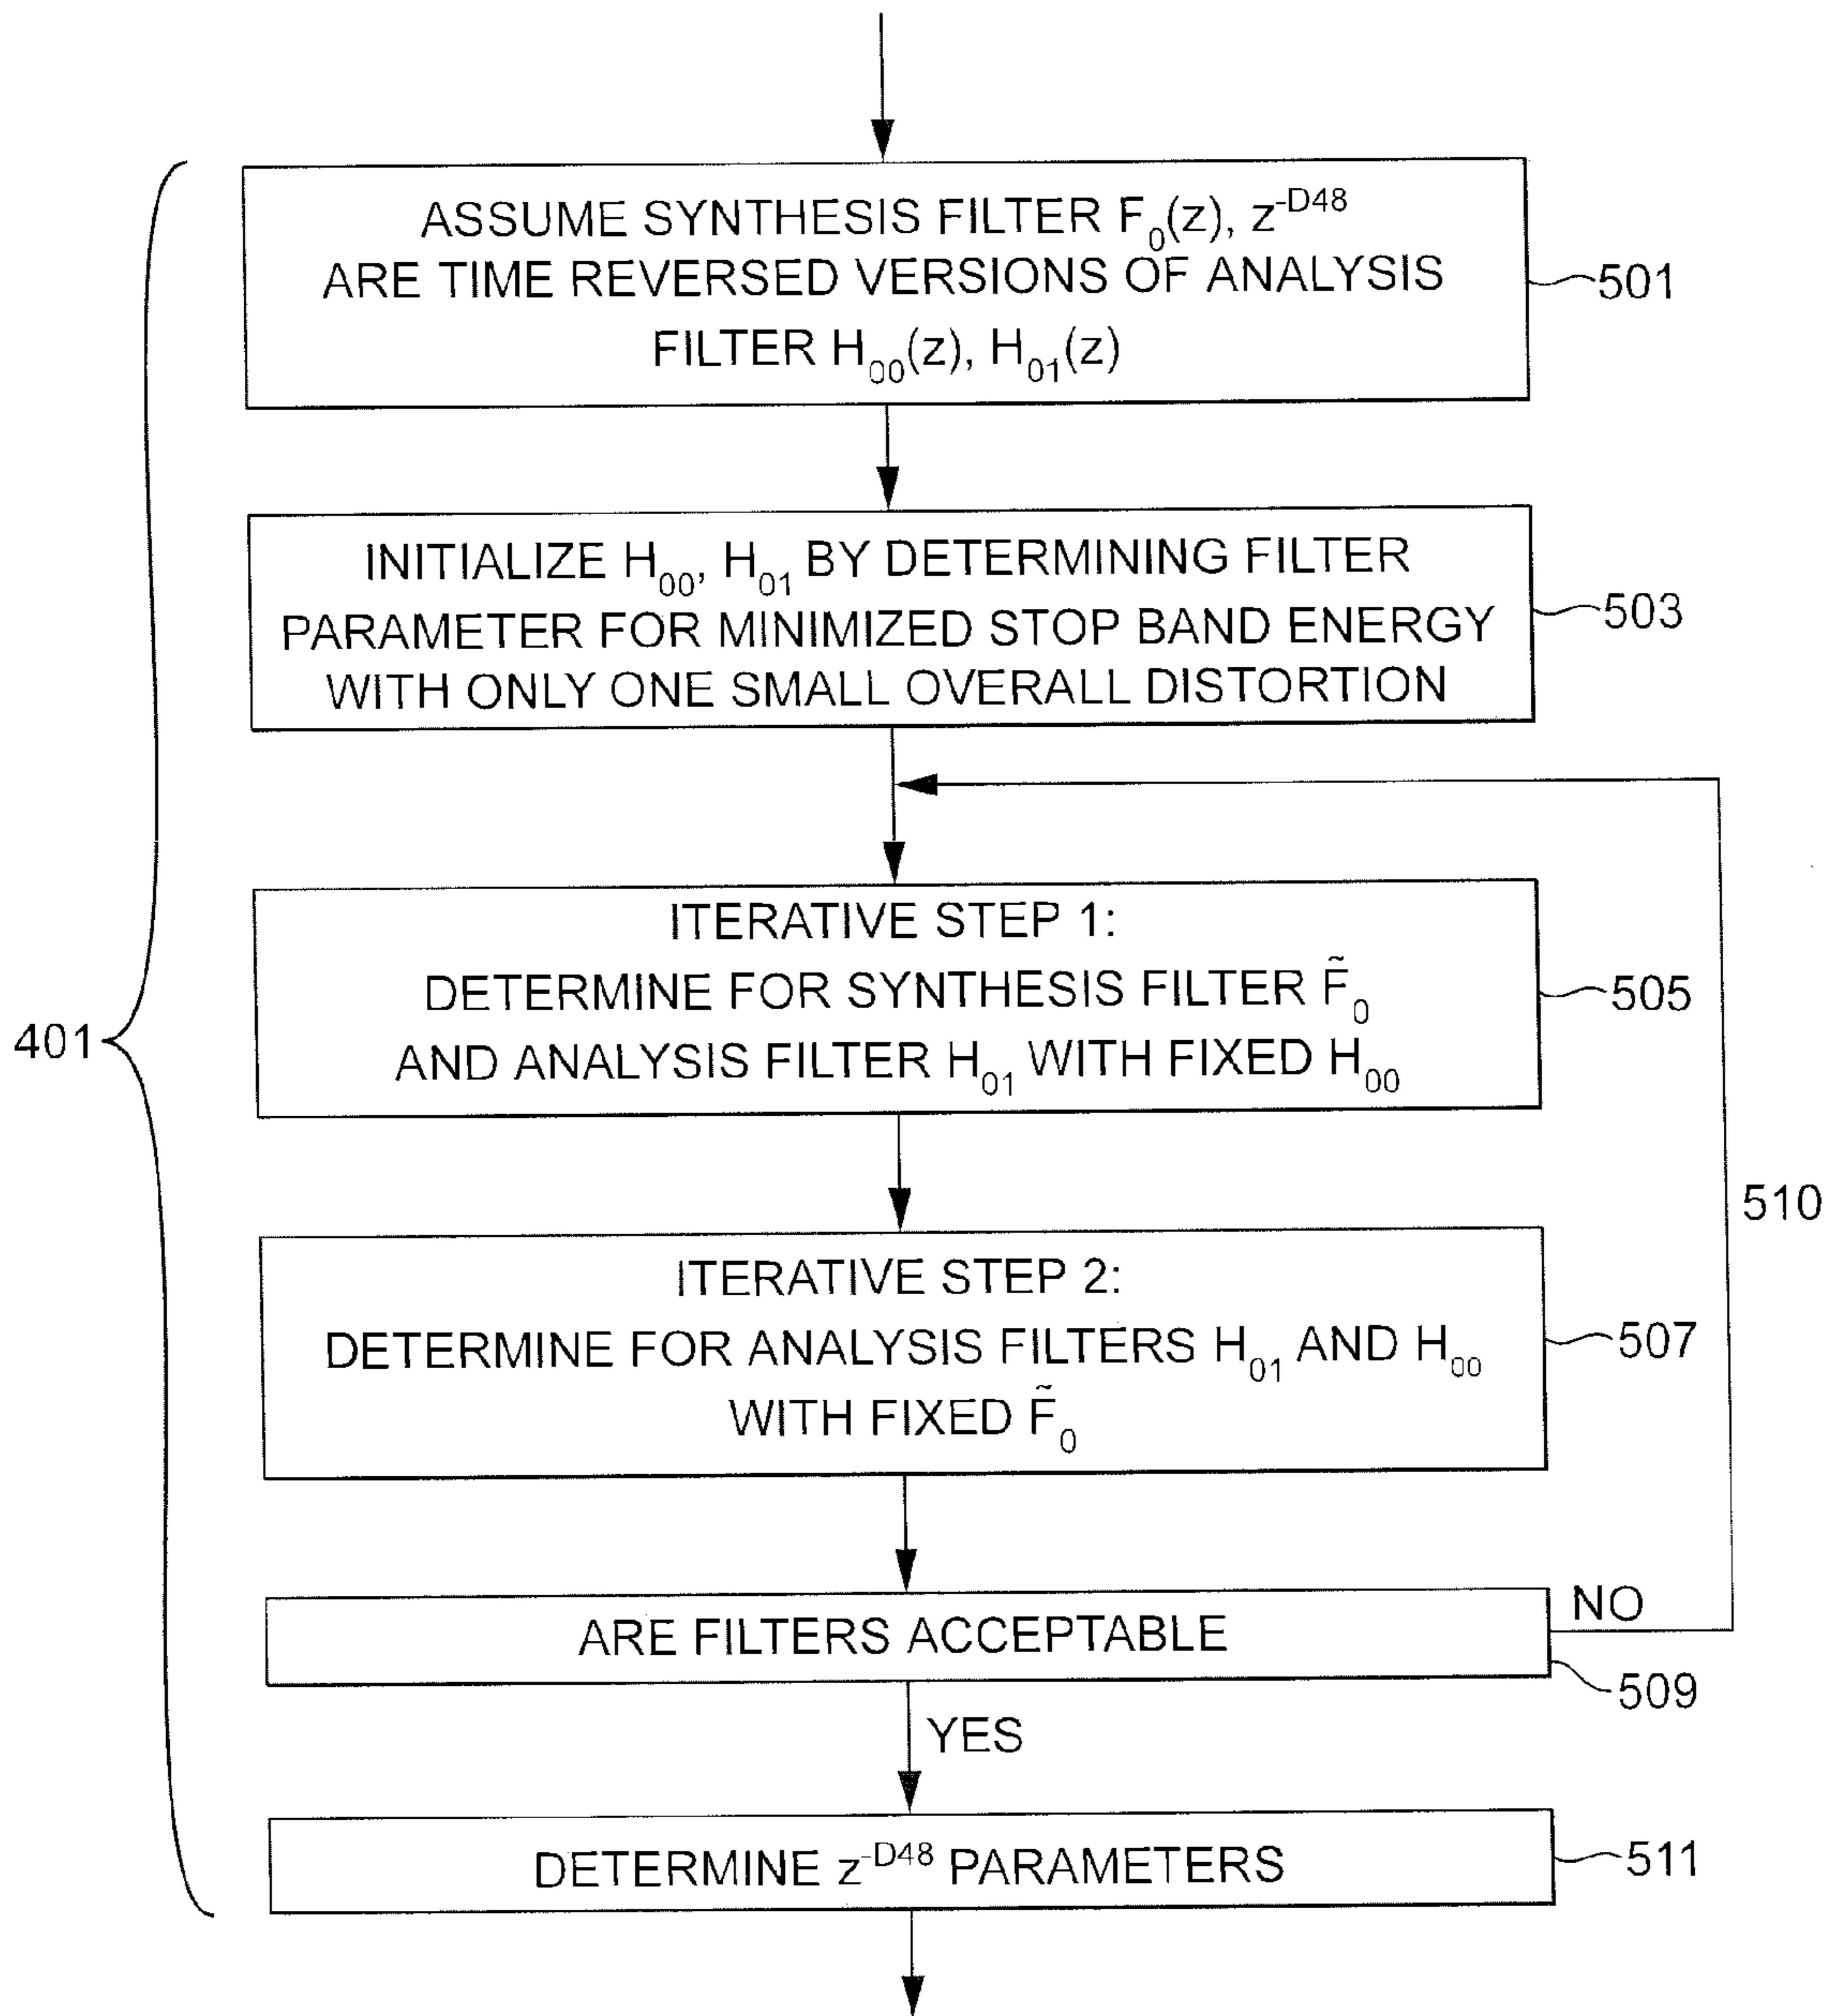 ASSUME SYNTHESIS FILTER F₀(z), z⁻ᴰ⁴⁸
ARE TIME REVERSED VERSIONS OF ANALYSIS
FILTER H₀₀(z), H₀₁(z)
501
INITIALIZE H₀₀, H₀₁ BY DETERMINING FILTER
PARAMETER FOR MINIMIZED STOP BAND ENERGY
WITH ONLY ONE SMALL OVERALL DISTORTION
503
401
ITERATIVE STEP 1:
DETERMINE FOR SYNTHESIS FILTER F̃₀
AND ANALYSIS FILTER H₀₁ WITH FIXED H₀₀
505
510
ITERATIVE STEP 2:
DETERMINE FOR ANALYSIS FILTERS H₀₁ AND H₀₀
WITH FIXED F̃₀
507
ARE FILTERS ACCEPTABLE
NO
509
YES
DETERMINE z⁻ᴰ⁴⁸ PARAMETERS
511